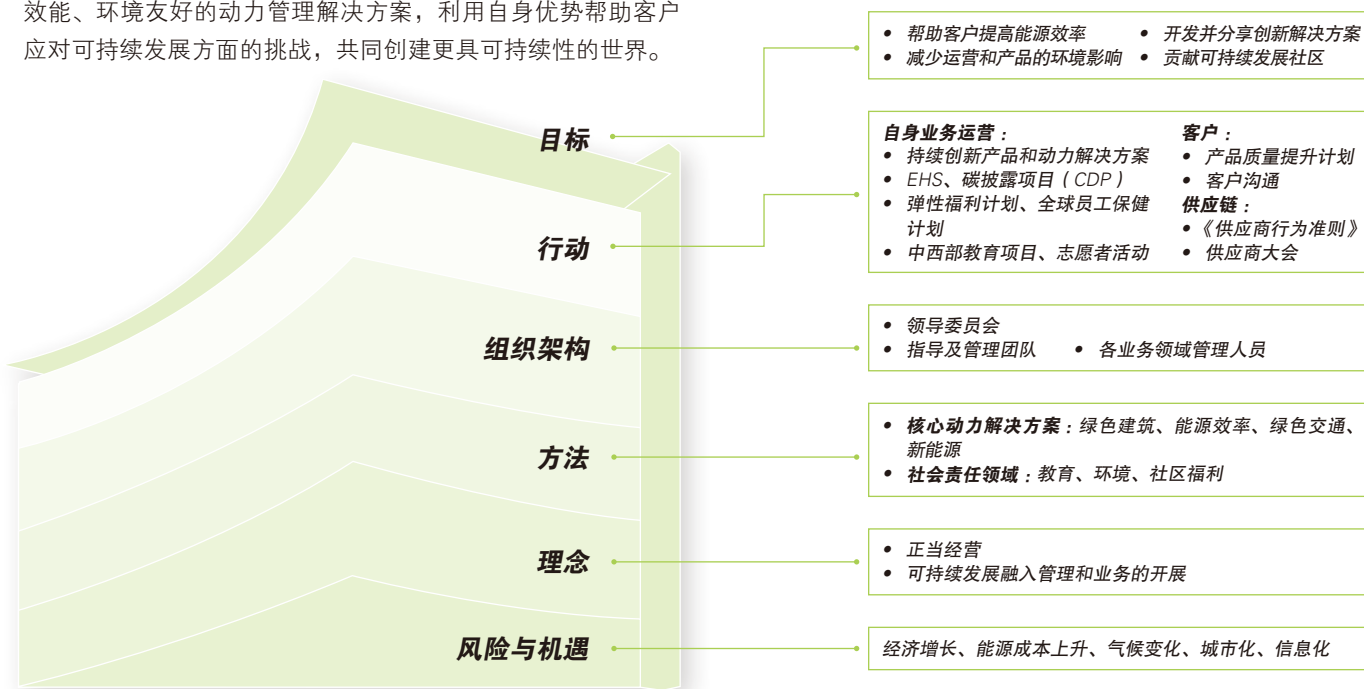 效能、环境友好的动力管理解决方案，利用自身优势帮助客户
应对可持续发展方面的挑战，共同创建更具可持续性的世界。
目标
• 帮助客户提高能源效率 • 开发并分享创新解决方案
• 减少运营和产品的环境影响 • 贡献可持续发展社区
行动
自身业务运营：
• 持续创新产品和动力解决方案
• EHS、碳披露项目（CDP）
• 弹性福利计划、全球员工保健
计划
• 中西部教育项目、志愿者活动
客户：
• 产品质量提升计划
• 客户沟通
供应链：
•《供应商行为准则》
• 供应商大会
组织架构
• 领导委员会
• 指导及管理团队 • 各业务领域管理人员
方法
• 核心动力解决方案：绿色建筑、能源效率、绿色交通、
新能源
• 社会责任领域：教育、环境、社区福利
理念
• 正当经营
• 可持续发展融入管理和业务的开展
风险与机遇
经济增长、能源成本上升、气候变化、城市化、信息化